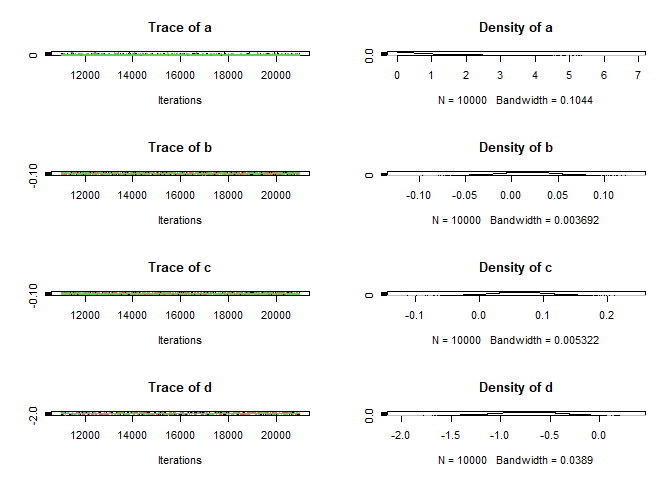 Trace of a
0
12000 14000 16000 18000 20000
Iterations
Density of a
0.0
0 1 2 3 4 5 6 7
N = 10000 Bandwidth = 0.1044
Trace of b
-0.10
12000 14000 16000 18000 20000
Iterations
Density of b
0
-0.10 -0.05 0.00 0.05 0.10
N = 10000 Bandwidth = 0.003692
Trace of c
-0.10
12000 14000 16000 18000 20000
Iterations
Density of c
0
-0.1 0.0 0.1 0.2
N = 10000 Bandwidth = 0.005322
Trace of d
-2.0
12000 14000 16000 18000 20000
Iterations
Density of d
0.0
-2.0 -1.5 -1.0 -0.5 0.0
N = 10000 Bandwidth = 0.0389